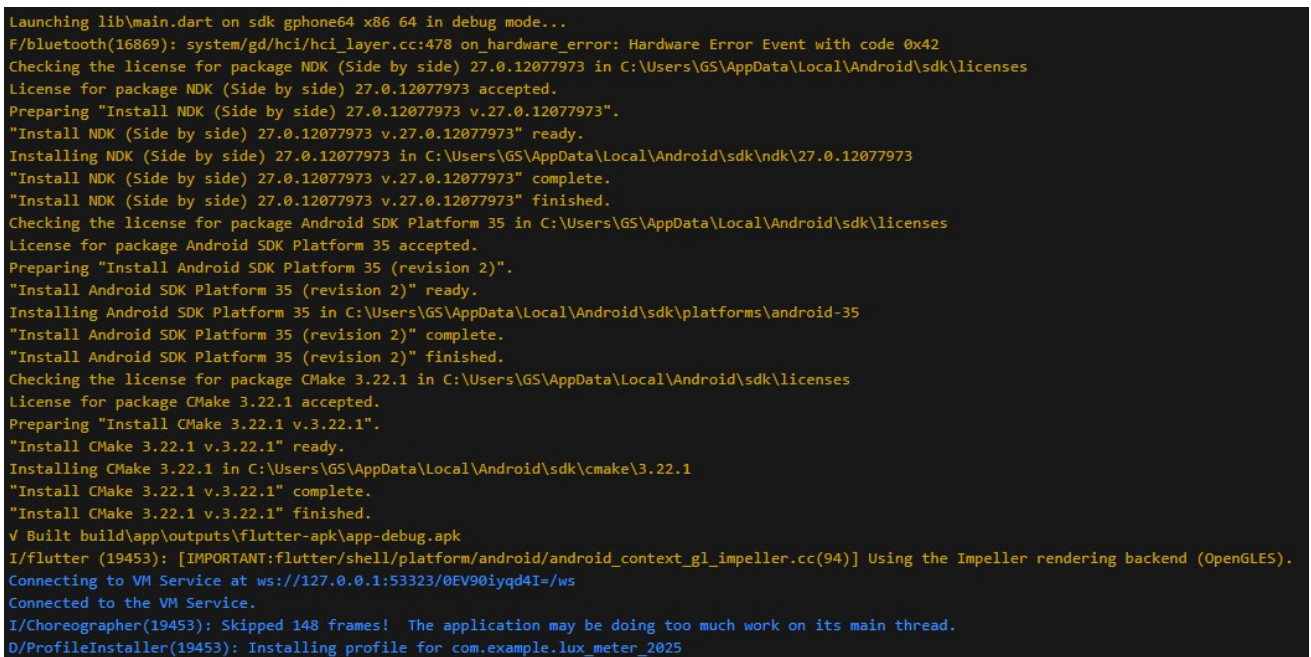 Launching lib\main.dart on sdk gphone64 x86 64 in debug mode...
F/bluetooth(16869): system/gd/hci/hci_layer.cc:478 on_hardware_error: Hardware Error Event with code 0x42
Checking the license for package NDK (Side by side) 27.0.12077973 in C:\Users\GS\AppData\Local\Android\sdk\licenses
License for package NDK (Side by side) 27.0.12077973 accepted.
Preparing "Install NDK (Side by side) 27.0.12077973 v.27.0.12077973".
"Install NDK (Side by side) 27.0.12077973 v.27.0.12077973" ready.
Installing NDK (Side by side) 27.0.12077973 in C:\Users\GS\AppData\Local\Android\sdk\ndk\27.0.12077973
"Install NDK (Side by side) 27.0.12077973 v.27.0.12077973" complete.
"Install NDK (Side by side) 27.0.12077973 v.27.0.12077973" finished.
Checking the license for package Android SDK Platform 35 in C:\Users\GS\AppData\Local\Android\sdk\licenses
License for package Android SDK Platform 35 accepted.
Preparing "Install Android SDK Platform 35 (revision 2)".
"Install Android SDK Platform 35 (revision 2)" ready.
Installing Android SDK Platform 35 in C:\Users\GS\AppData\Local\Android\sdk\platforms\android-35
"Install Android SDK Platform 35 (revision 2)" complete.
"Install Android SDK Platform 35 (revision 2)" finished.
Checking the license for package CMake 3.22.1 in C:\Users\GS\AppData\Local\Android\sdk\licenses
License for package CMake 3.22.1 accepted.
Preparing "Install CMake 3.22.1 v.3.22.1".
"Install CMake 3.22.1 v.3.22.1" ready.
Installing CMake 3.22.1 in C:\Users\GS\AppData\Local\Android\sdk\cmake\3.22.1
"Install CMake 3.22.1 v.3.22.1" complete.
"Install CMake 3.22.1 v.3.22.1" finished.
√ Built build\app\outputs\flutter-apk\app-debug.apk
I/flutter (19453): [IMPORTANT:flutter/shell/platform/android/android_context_gl_impeller.cc(94)] Using the Impeller rendering backend (OpenGLES).
Connecting to VM Service at ws://127.0.0.1:53323/0EV90iyqd4I=/ws
Connected to the VM Service.
I/Choreographer(19453): Skipped 148 frames!  The application may be doing too much work on its main thread.
D/ProfileInstaller(19453): Installing profile for com.example.lux_meter_2025